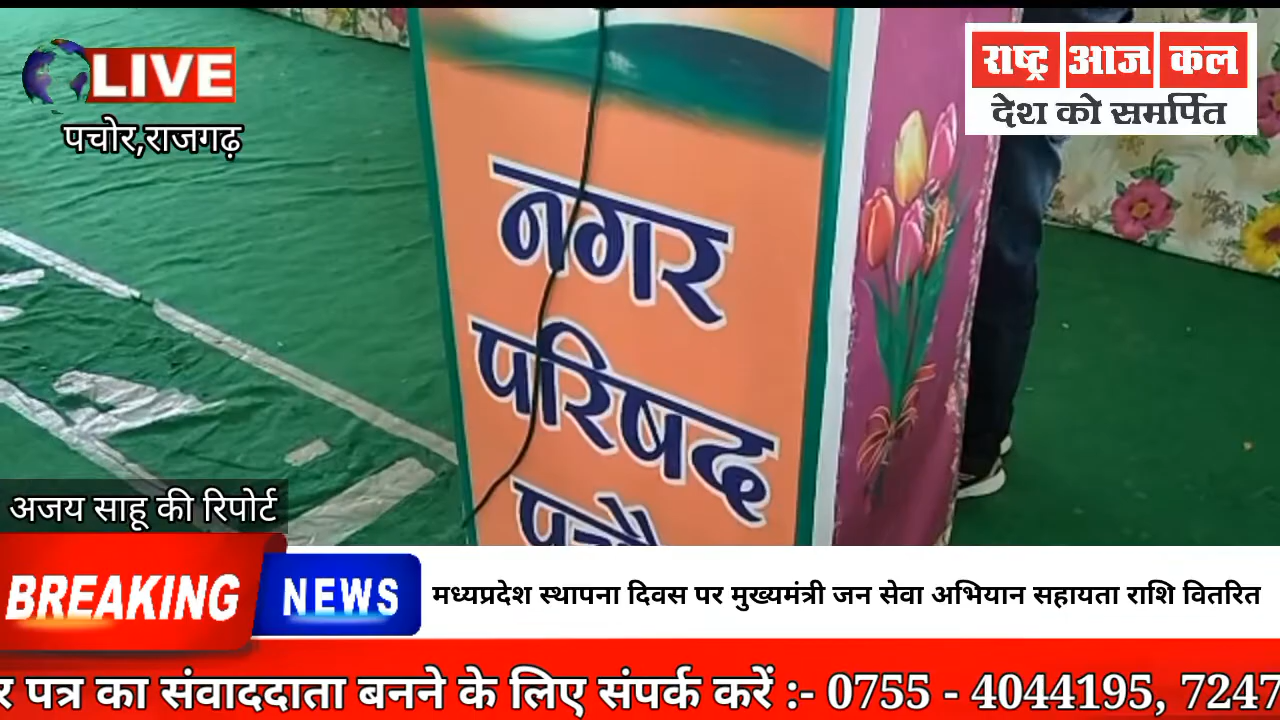 LIVE
पचोर,राजगढ़
राष्ट्र आज कल
देश को समर्पित
नगर
परिषद
अजय साहू की रिपोर्ट
BREAKING NEWS
मध्यप्रदेश स्थापना दिवस पर मुख्यमंत्री जन सेवा अभियान सहायता राशि वितरित
पत्र का संवाददाता बनने के लिए संपर्क करें :- 0755 - 4044195, 7247